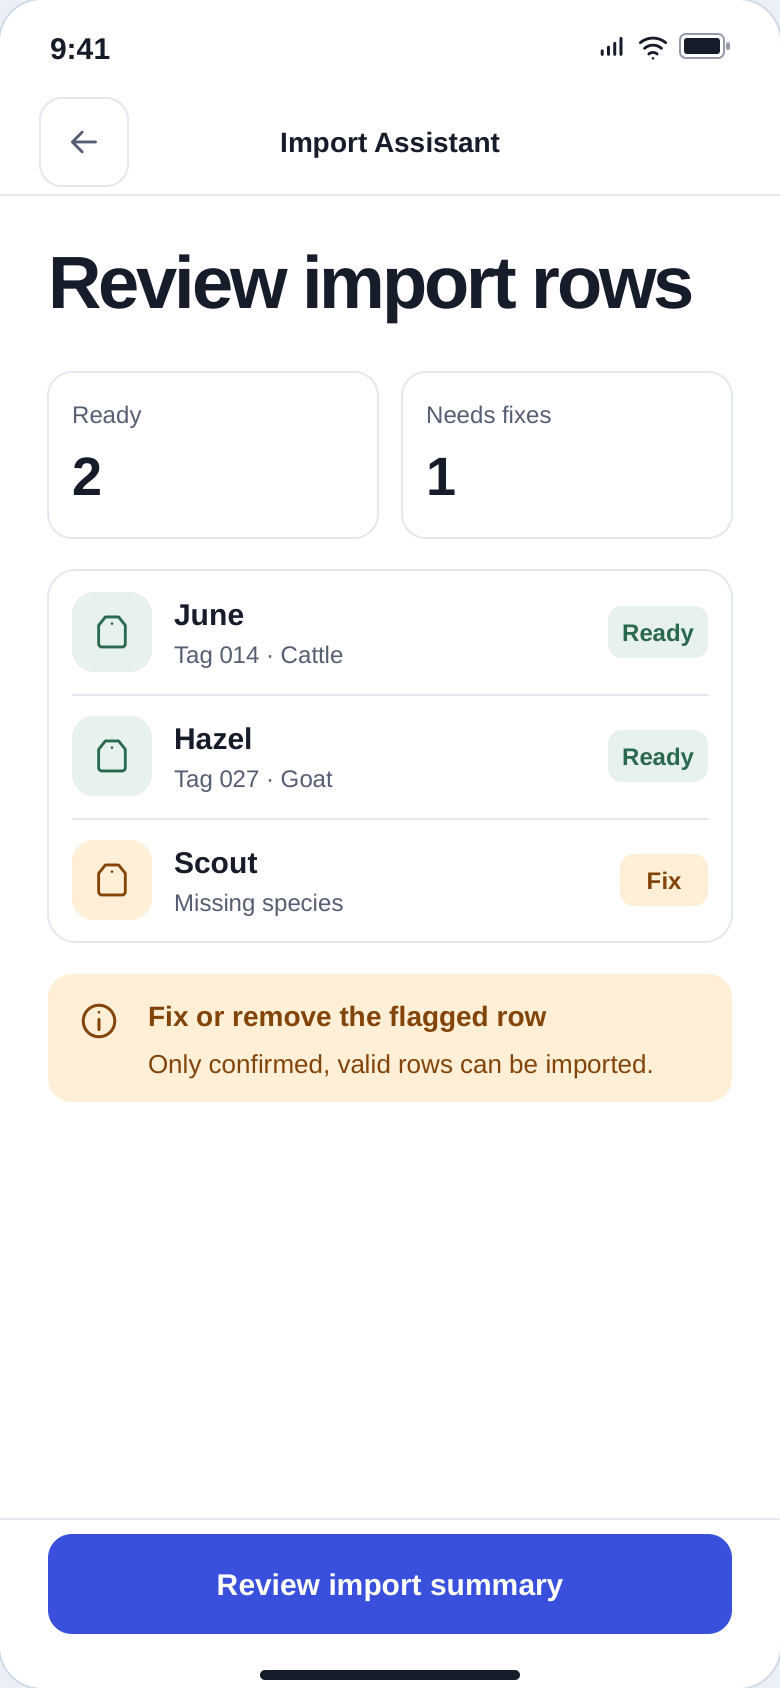 9:41
Import Assistant
Review import rows
Ready
2
Needs fixes
1
June
Tag 014 · Cattle
Ready
Hazel
Tag 027 · Goat
Ready
Scout
Missing species
Fix
Fix or remove the flagged row
Only confirmed, valid rows can be imported.
Review import summary